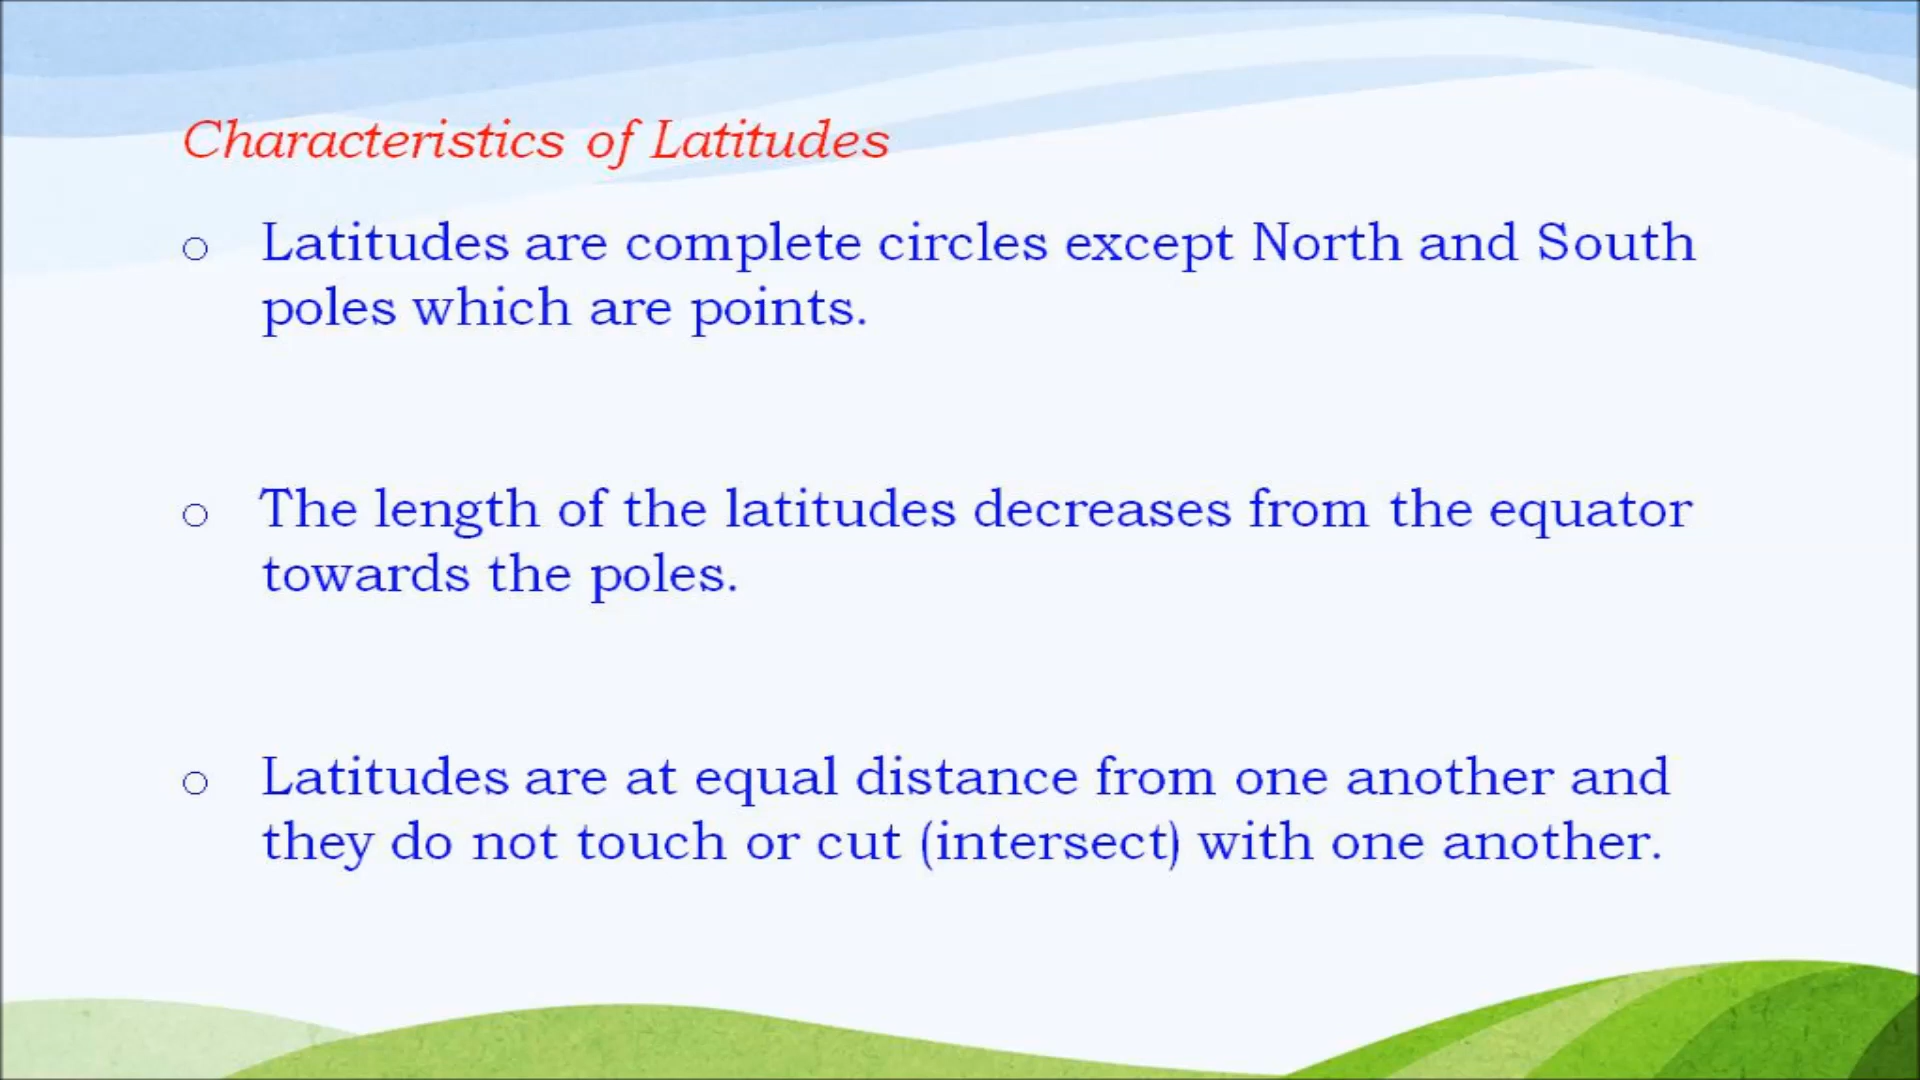 Characteristics of Latitudes
o Latitudes are complete circles except North and South
poles which are points.
o The length of the latitudes decreases from the equator
towards the poles.
o Latitudes are at equal distance from one another and
they do not touch or cut (intersect) with one another.